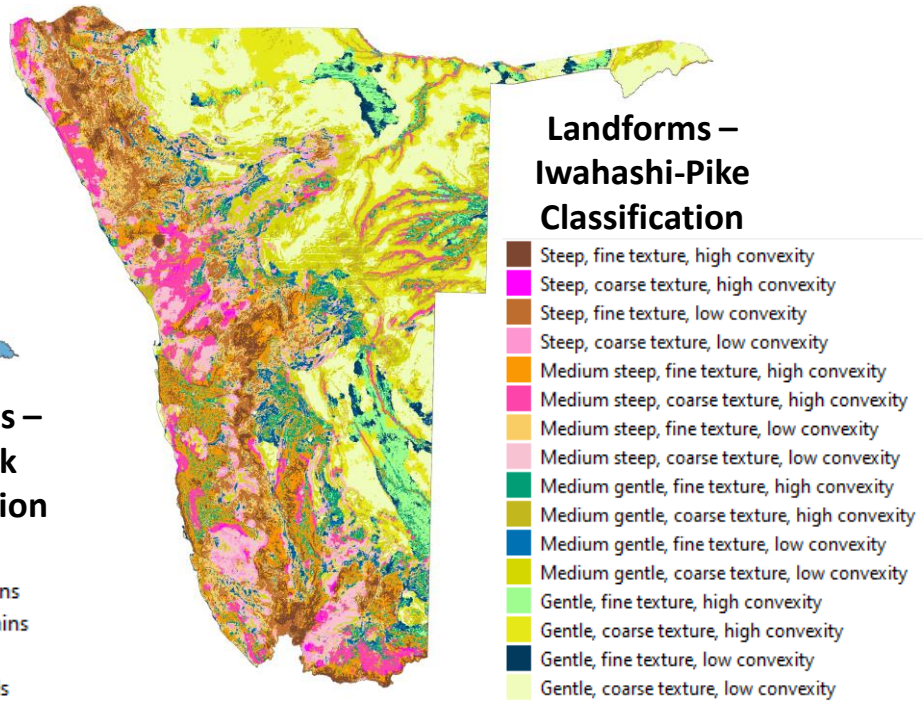 Landforms –
Iwahashi-Pike
Classification
Steep, fine texture, high convexity
Steep, coarse texture, high convexity
Steep, fine texture, low convexity
Steep, coarse texture, low convexity
Medium steep, fine texture, high convexity
Medium steep, coarse texture, high convexity
Medium steep, fine texture, low convexity
Medium steep, coarse texture, low convexity
Medium gentle, fine texture, high convexity
Medium gentle, coarse texture, high convexity
Medium gentle, fine texture, low convexity
Medium gentle, coarse texture, low convexity
Gentle, fine texture, high convexity
Gentle, coarse texture, high convexity
Gentle, fine texture, low convexity
Gentle, coarse texture, low convexity
s –
k
ion
ns
ins
s